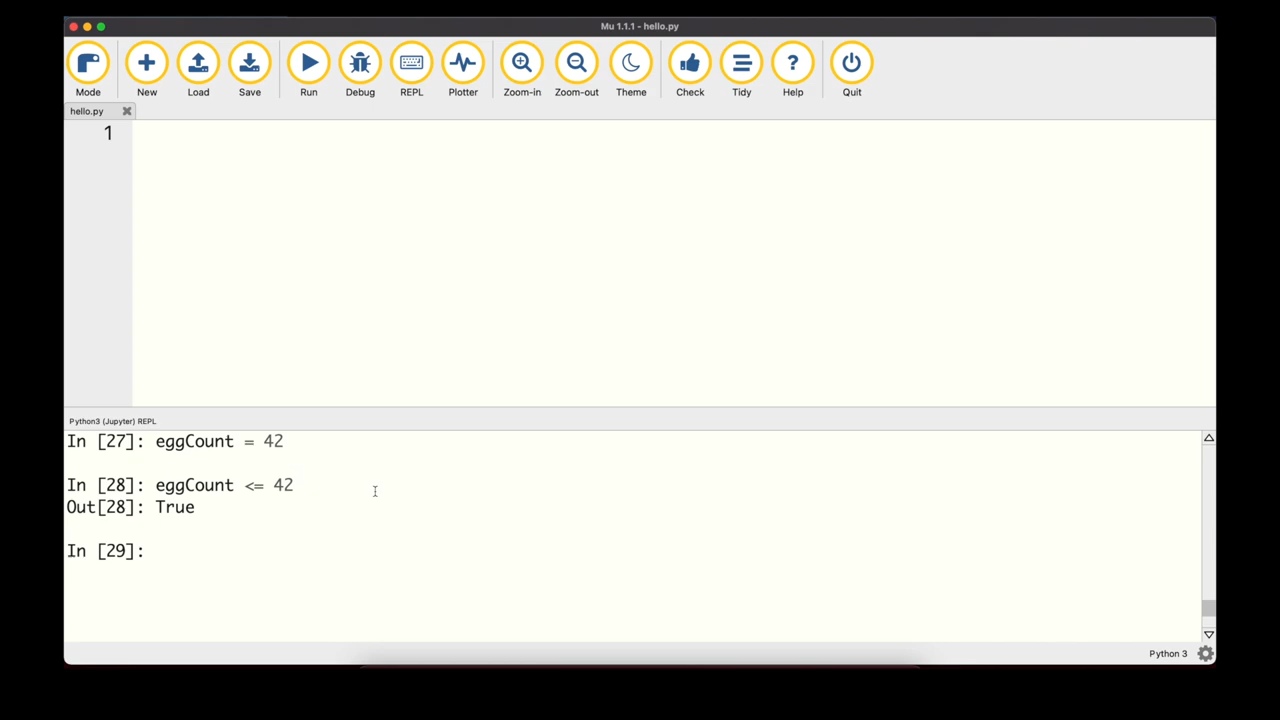 Mu 1.1.1 - hello.py
Mode New Load Save Run Debug REPL Plotter Zoom-in Zoom-out Theme Check Tidy Help Quit
hello.py
1
Python3 (Jupyter) REPL
In [27]: eggCount = 42
In [28]: eggCount <= 42
Out[28]: True
In [29]:
Python 3